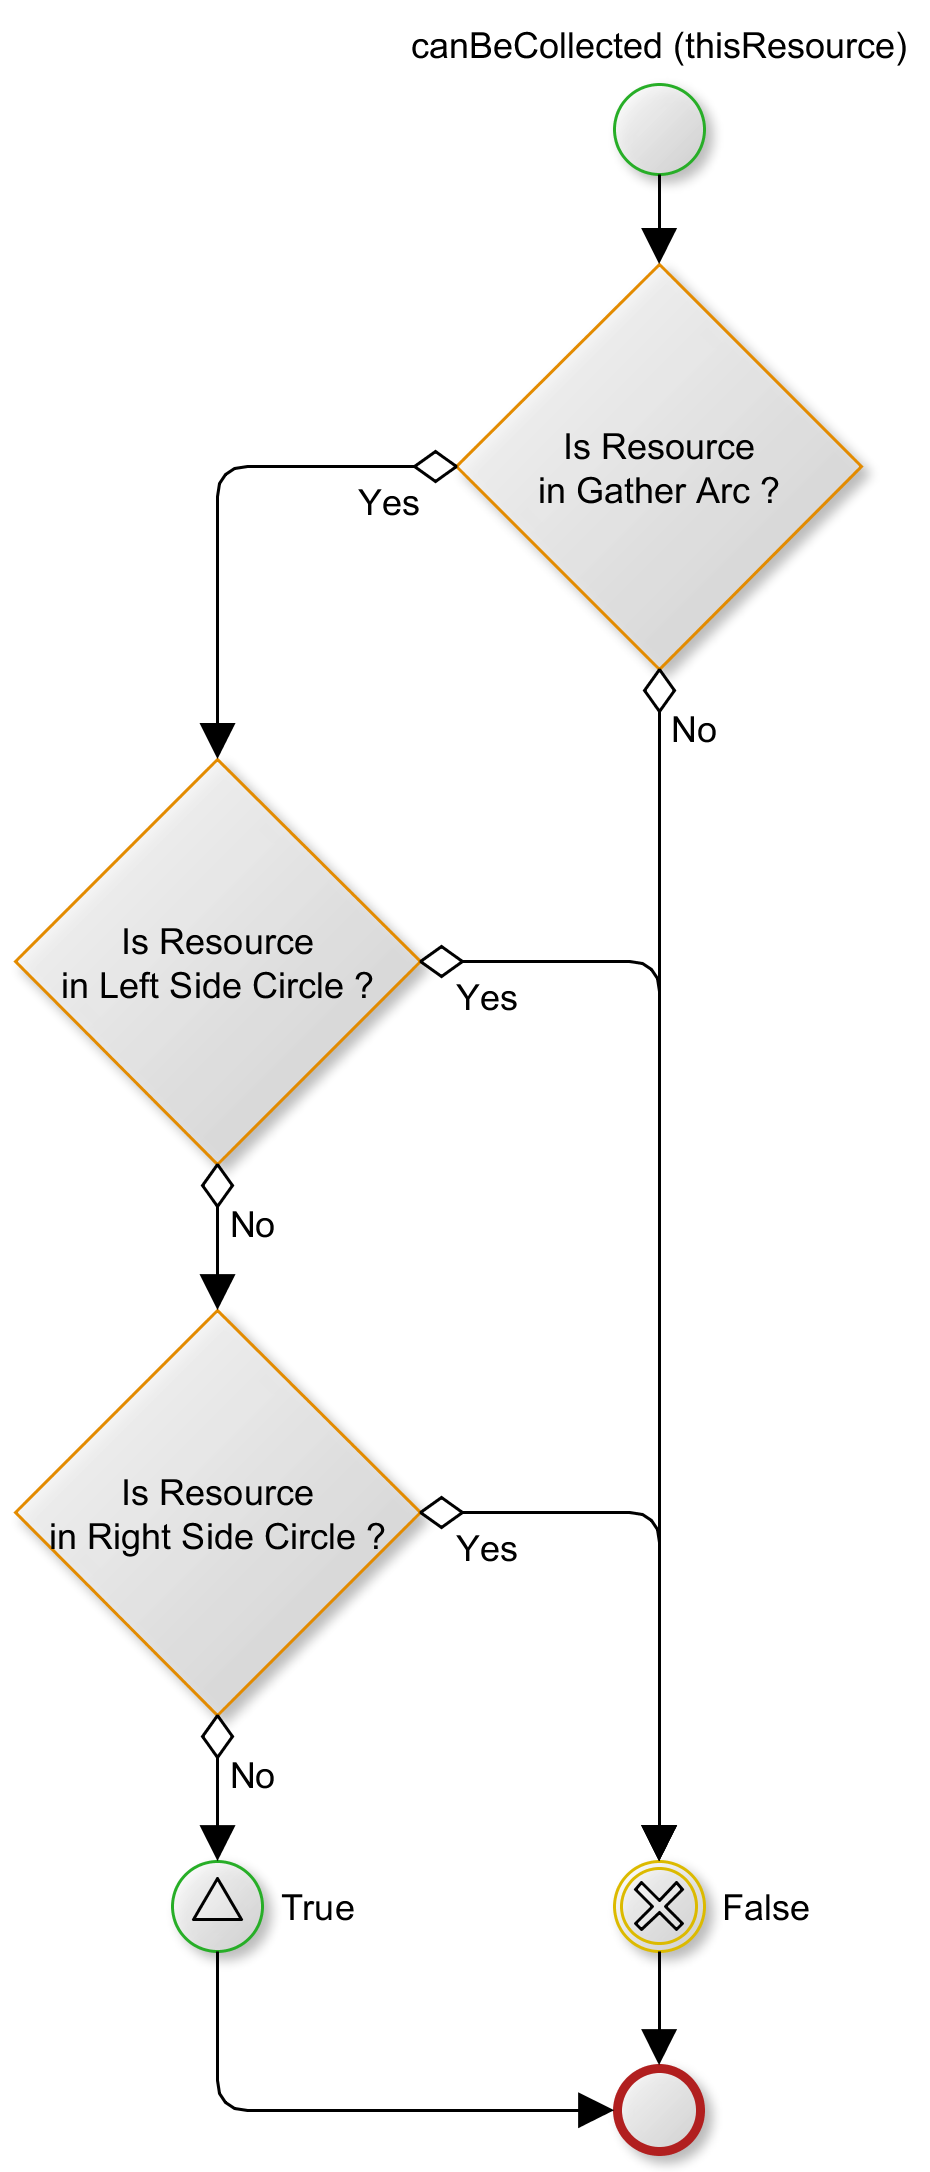 canBeCollected (thisResource)
Is Resource
in Gather Arc ?
Yes
No
Is Resource
in Left Side Circle ?
Yes
No
Is Resource
in Right Side Circle ?
Yes
No
True
False